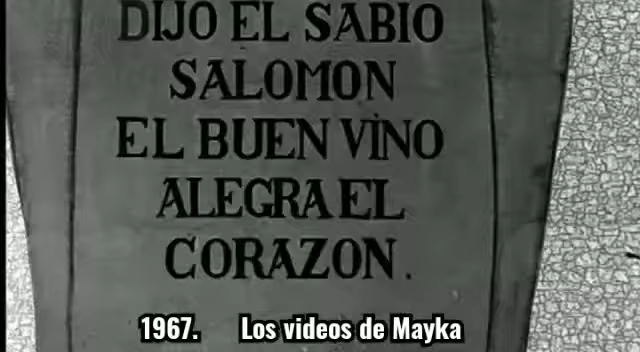 DIJO EL SABIO
SALOMON
EL BUEN VINO
ALEGRA EL
CORAZON.
1967. Los videos de Mayka